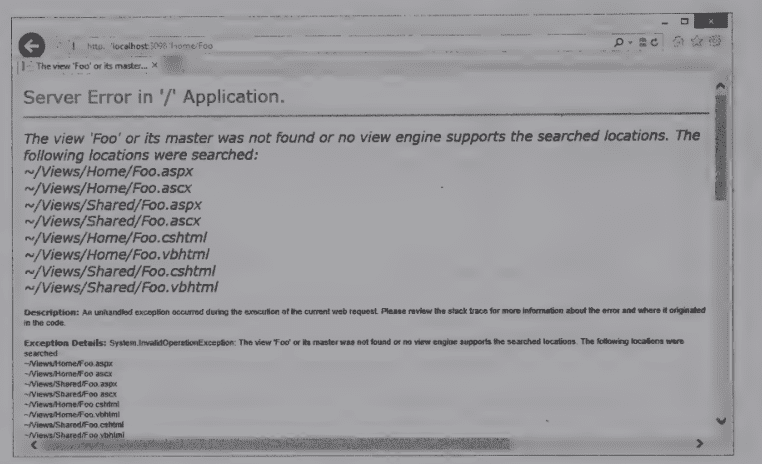 http. 'localhost:3096 Home/Foo
The view 'Foo' or its master... ×
Server Error in '/' Application.
The view 'Foo' or its master was not found or no view engine supports the searched locations. The
following locations were searched:
~/Views/Home/Foo.aspx
~/Views/Home/Foo.ascx
~/Views/Shared/Foo.aspx
~/Views/Shared/Foo.ascx
~/Views/Home/Foo.cshtml
~/Views/Home/Foo.vbhtml
~/Views/Shared/Foo.cshtml
~/Views/Shared/Foo.vbhtml
Description: An unhandled exception occurred during the execution of the current web request. Please review the stack trace for more information about the error and where it originated
in the code.
Exception Details: System.InvalidOperationException: The view 'Foo' or its master was not found or no view engine supports the searched locations. The following locations were
searched
~/Views/Home/Foo.aspx
~/Views/Home/Foo ascx
~/Views/Shared/Foo aspx
~/Views/Shared/Foo ascx
~/Views/Home/Foo cshtml
~/Views/Home/Foo.vbhtml
~/Views/Shared/Foo.cshtml
~/Views/Shared/Foo vbhtml